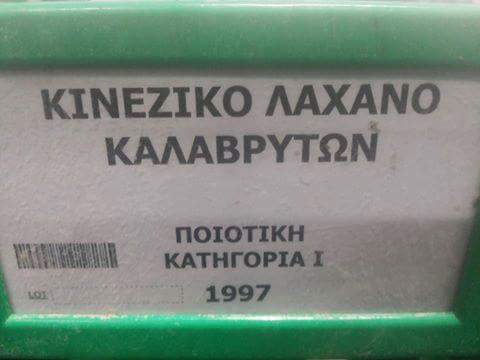 ΚΙΝΕΖΙΚΟ ΛΑΧΑΝΟ
ΚΑΛΑΒΡΥΤΩΝ
ΠΟΙΟΤΙΚΗ
ΚΑΤΗΓΟΡΙΑ Ι
LOT
1997